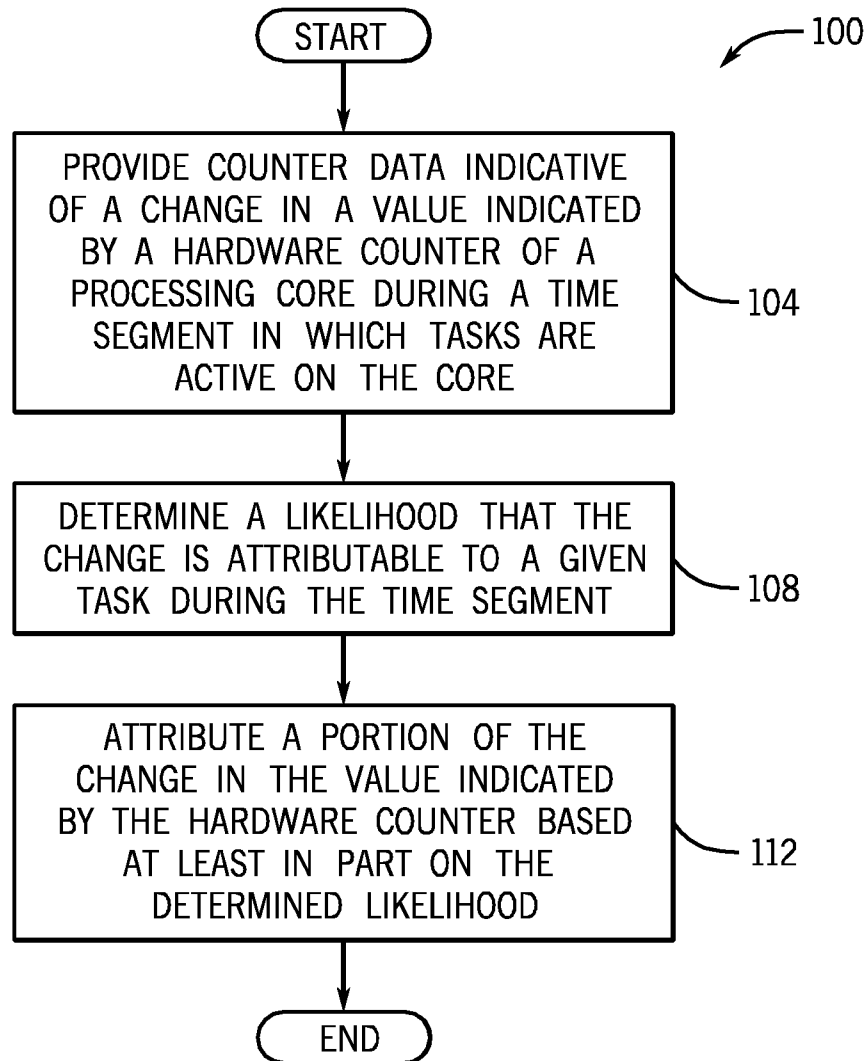 START
100
PROVIDE COUNTER DATA INDICATIVE
OF A CHANGE IN A VALUE INDICATED
BY A HARDWARE COUNTER OF A
PROCESSING CORE DURING A TIME
SEGMENT IN WHICH TASKS ARE
ACTIVE ON THE CORE
104
DETERMINE A LIKELIHOOD THAT THE
CHANGE IS ATTRIBUTABLE TO A GIVEN
TASK DURING THE TIME SEGMENT
108
ATTRIBUTE A PORTION OF THE
CHANGE IN THE VALUE INDICATED
BY THE HARDWARE COUNTER BASED
AT LEAST IN PART ON THE
DETERMINED LIKELIHOOD
112
END